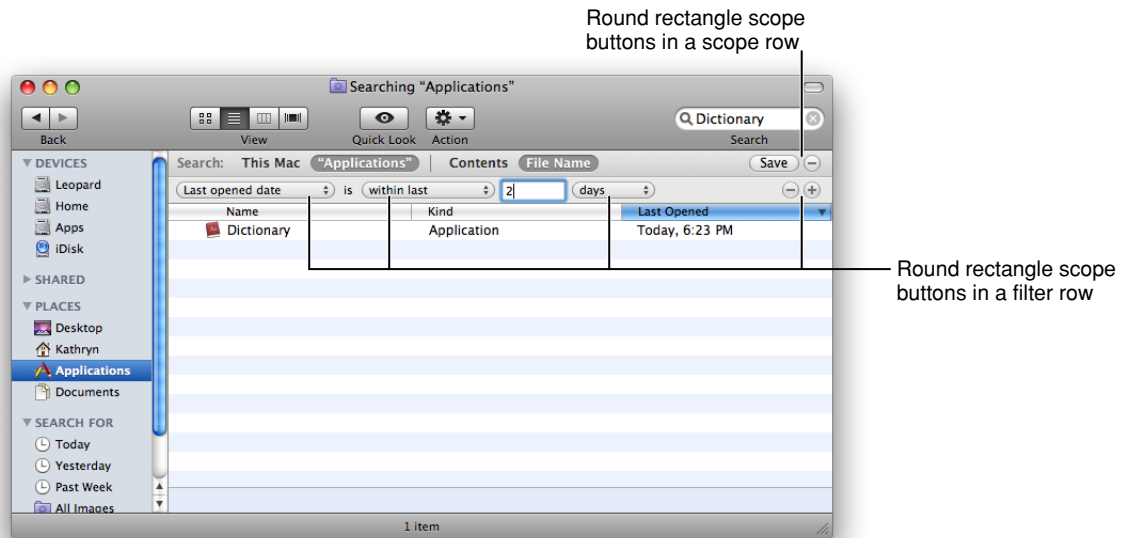 Round rectangle scope
buttons in a scope row
Searching "Applications"
Dictionary
Back View Quick Look Action Search
DEVICES
Leopard
Home
Apps
iDisk
SHARED
PLACES
Desktop
Kathryn
Applications
Documents
SEARCH FOR
Today
Yesterday
Past Week
All Images
Search: This Mac "Applications" Contents File Name Save
Last opened date is within last 2 days
Name Kind Last Opened
Dictionary Application Today, 6:23 PM
1 item
Round rectangle scope
buttons in a filter row